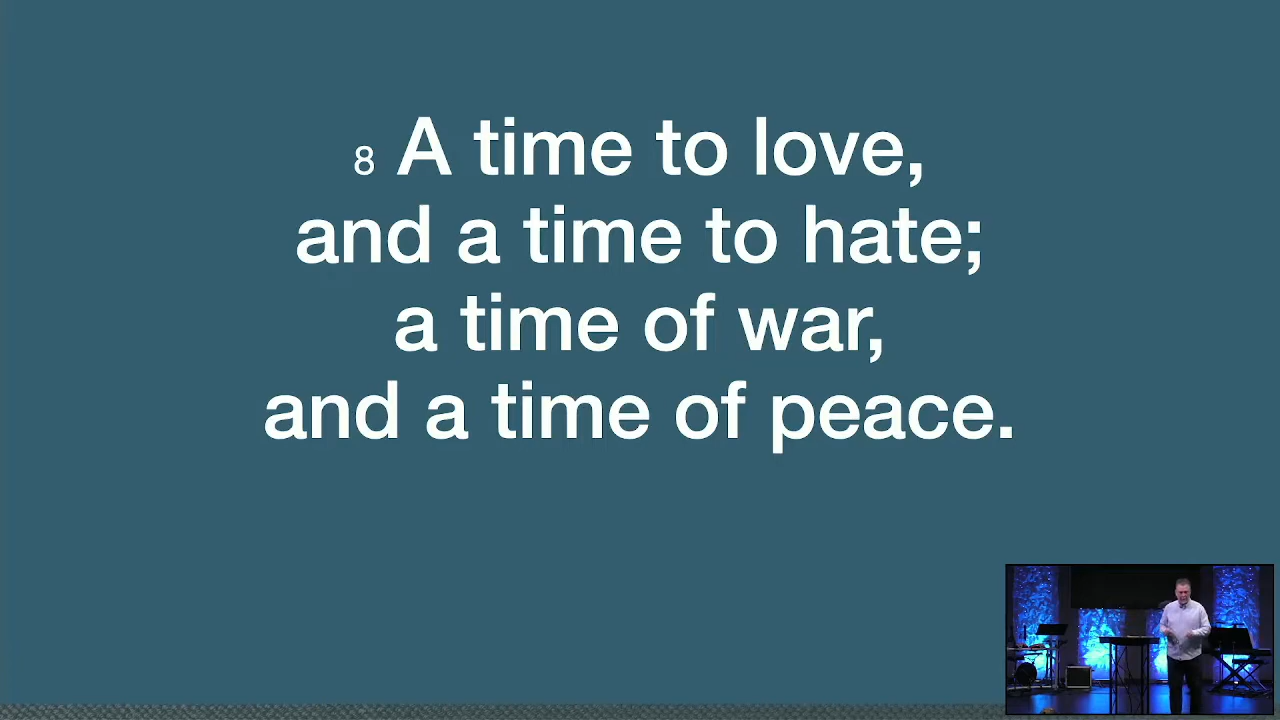 8 A time to love,
and a time to hate;
a time of war,
and a time of peace.